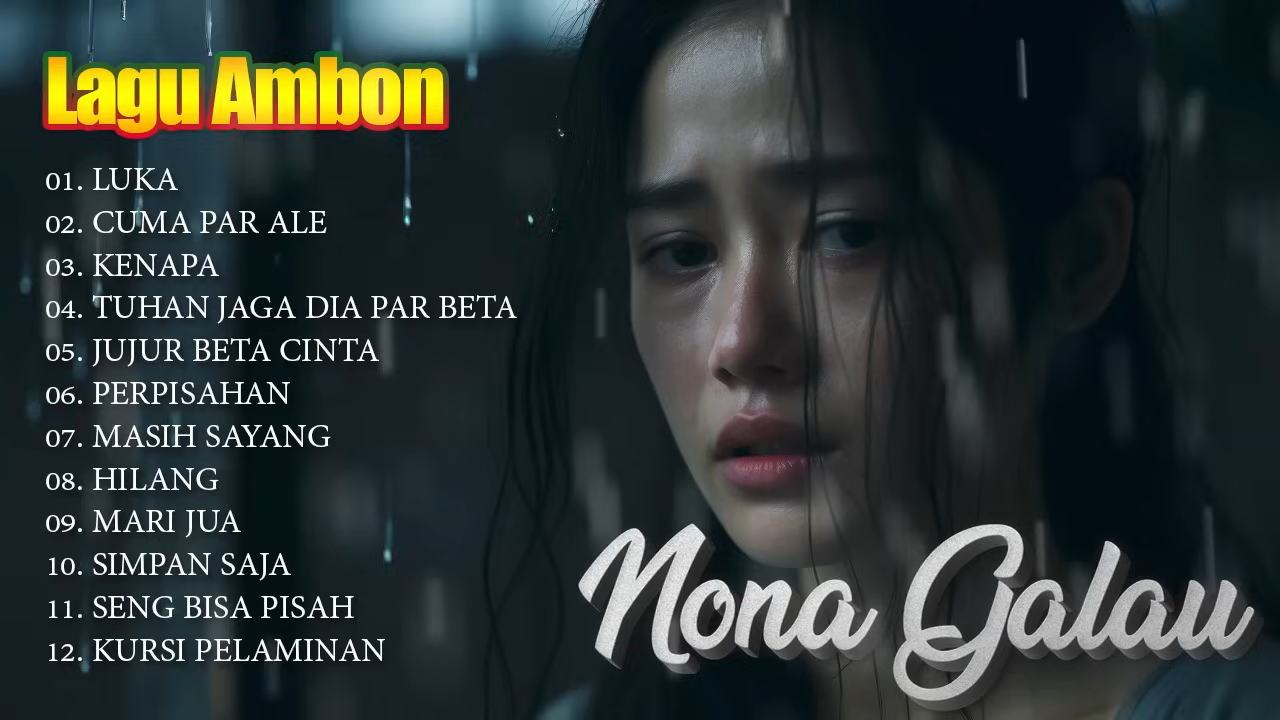 Lagu Ambon
01. LUKA
02. CUMA PAR ALE
03. KENAPA
04. TUHAN JAGA DIA PAR BETA
05. JUJUR BETA CINTA
06. PERPISAHAN
07. MASIH SAYANG
08. HILANG
09. MARI JUA
10. SIMPAN SAJA
11. SENG BISA PISAH
12. KURSI PELAMINAN
Nona Galau